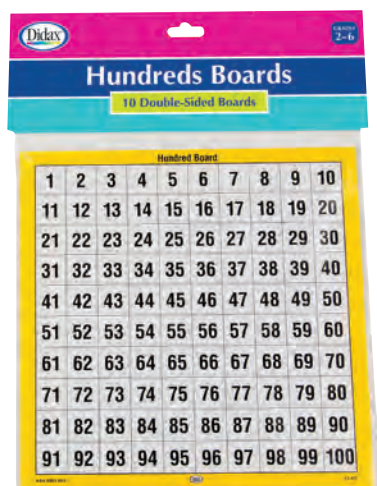 Didax
GRADES
2–6
Hundreds Boards
10 Double-Sided Boards
Hundred Board
1 2 3 4 5 6 7 8 9 10
11 12 13 14 15 16 17 18 19 20
21 22 23 24 25 26 27 28 29 30
31 32 33 34 35 36 37 38 39 40
41 42 43 44 45 46 47 48 49 50
51 52 53 54 55 56 57 58 59 60
61 62 63 64 65 66 67 68 69 70
71 72 73 74 75 76 77 78 79 80
81 82 83 84 85 86 87 88 89 90
91 92 93 94 95 96 97 98 99 100